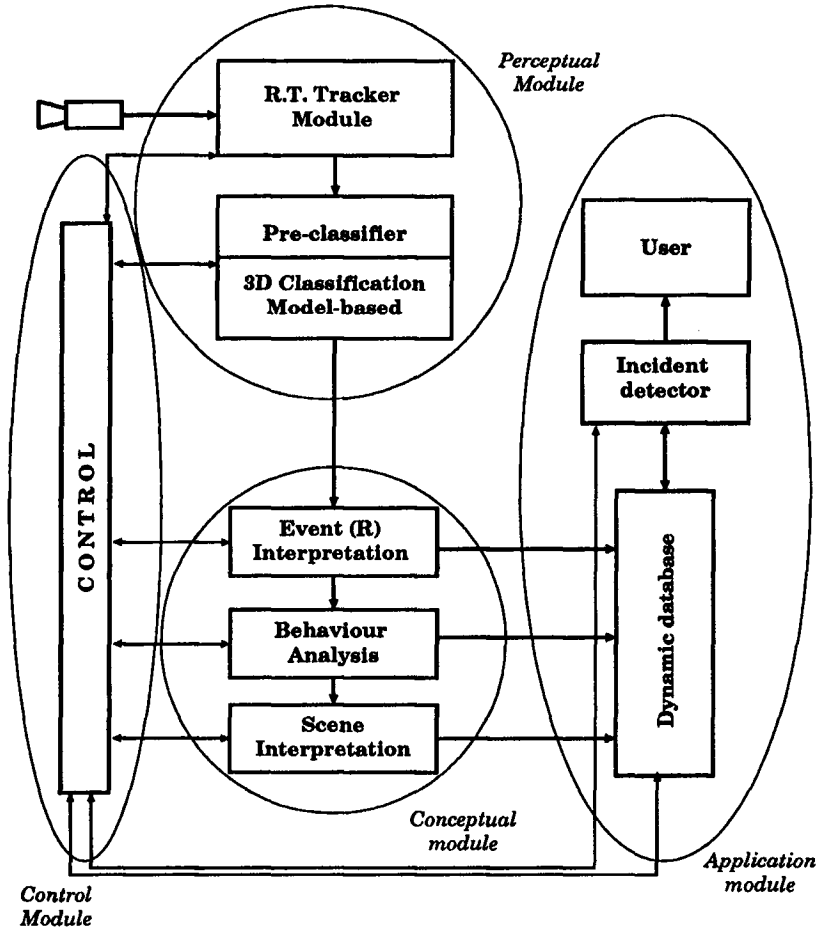 Perceptual
Module
R.T. Tracker
Module
Pre-classifier
3D Classification
Model-based
User
Incident
detector
CONTROL
Event (R)
Interpretation
Behaviour
Analysis
Scene
Interpretation
Dynamic database
Conceptual
module
Application
module
Control
Module